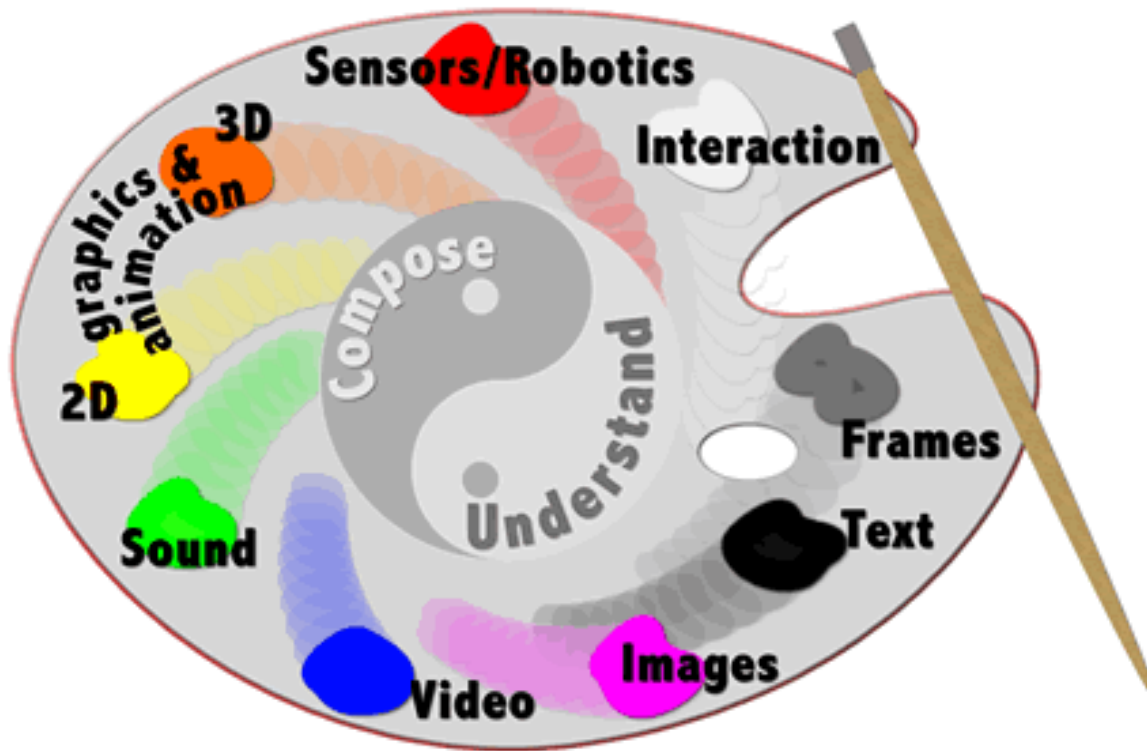 Sensors/Robotics
Interaction
3D
graphics &
animation
2D
Compose
Understand
Frames
Text
Sound
Images
Video